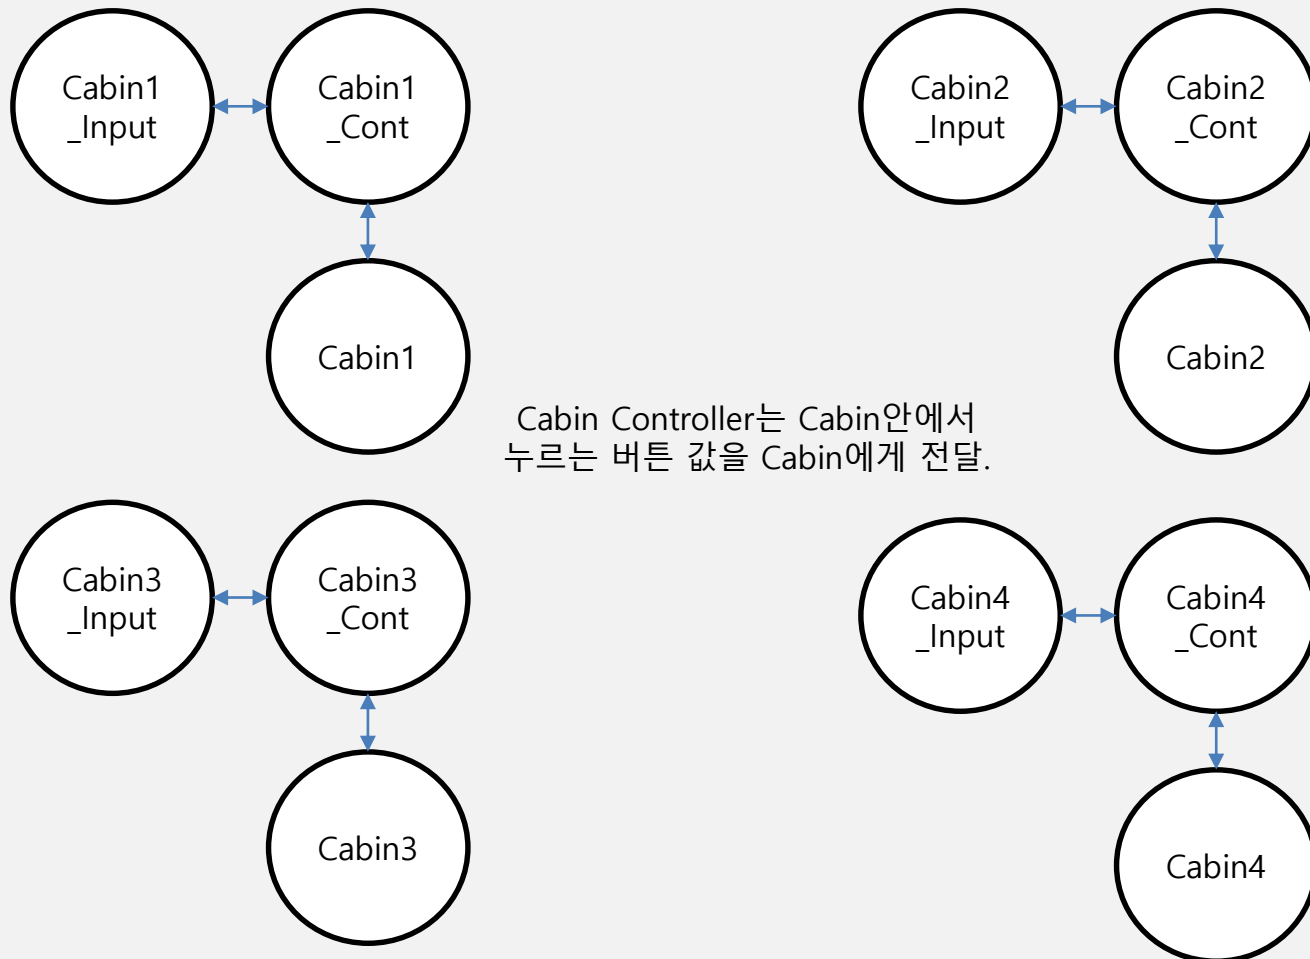 Cabin1
_Input
Cabin1
_Cont
Cabin2
_Input
Cabin2
_Cont
Cabin1
Cabin2
Cabin Controller는 Cabin안에서
누르는 버튼 값을 Cabin에게 전달.
Cabin3
_Input
Cabin3
_Cont
Cabin4
_Input
Cabin4
_Cont
Cabin3
Cabin4